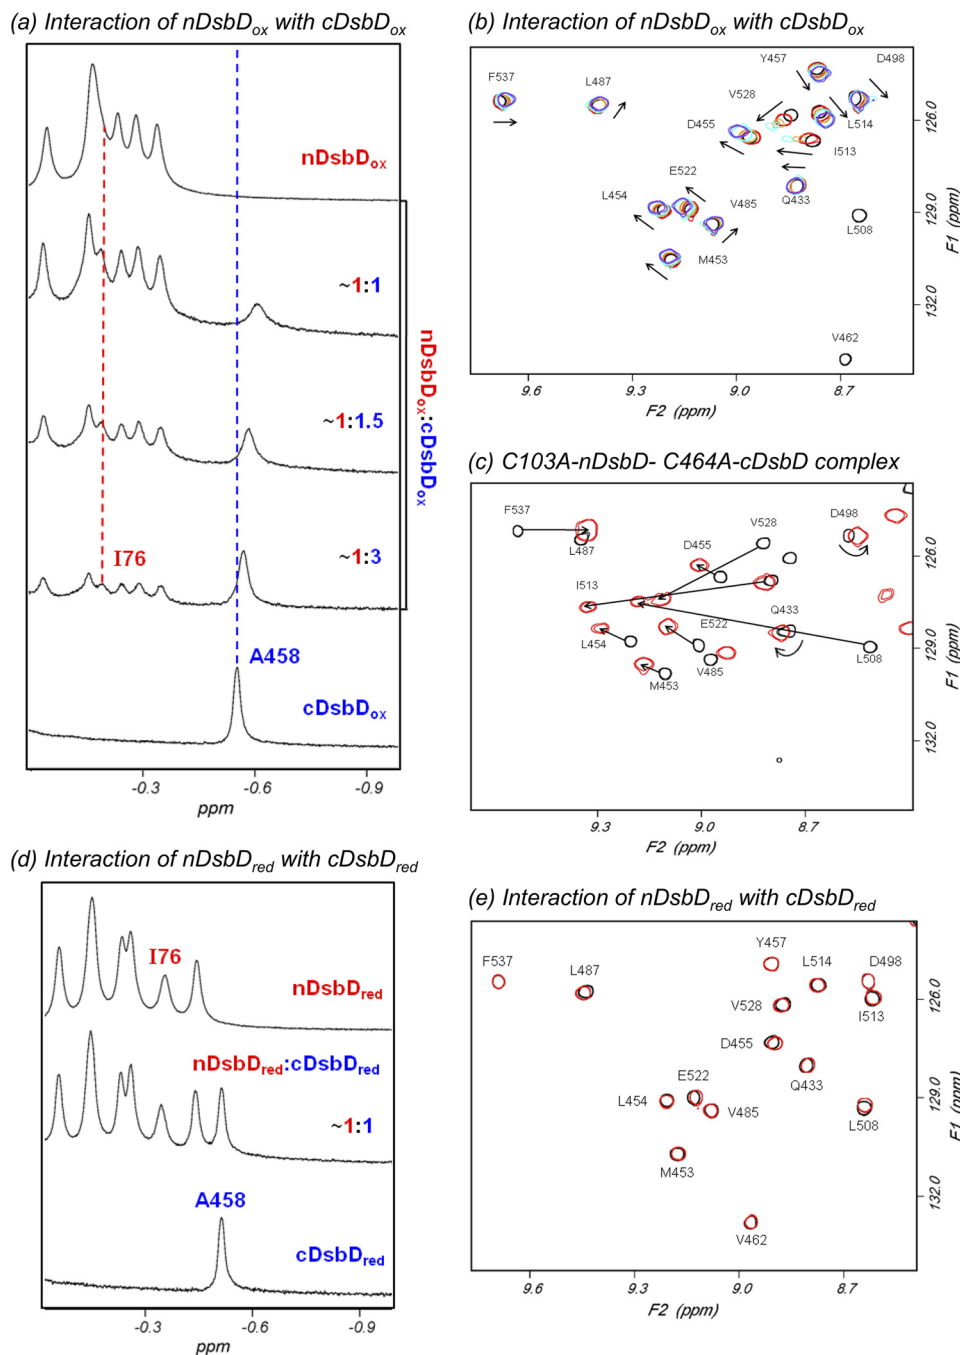 (a) Interaction of nDsbDox with cDsbDox
nDsbDox
~1:1
~1:1.5
~1:3
I76
A458
cDsbDox
nDsbDox:cDsbDox
-0.3 -0.6 -0.9
ppm
(b) Interaction of nDsbDox with cDsbDox
Y457 D498
F537 L487
V528
D455 L514
I513
E522
L454 V485 Q433
L508
M453
V462
126.0
129.0
132.0
F1 (ppm)
9.6 9.3 9.0 8.7
F2 (ppm)
(c) C103A-nDsbD- C464A-cDsbD complex
F537 V528 D498
L487 D455
I513
E522 Q433
L454 V485 L508
M453
126.0
129.0
132.0
F1 (ppm)
9.3 9.0 8.7
F2 (ppm)
(d) Interaction of nDsbDred with cDsbDred
I76
nDsbDred
nDsbDred:cDsbDred
~1:1
A458
cDsbDred
-0.3 -0.6 -0.9
ppm
(e) Interaction of nDsbDred with cDsbDred
Y457
F537 L487 L514 D498
V528 I513
D455
Q433
E522
L454 V485 L508
M453
V462
126.0
129.0
132.0
F1 (ppm)
9.6 9.3 9.0 8.7
F2 (ppm)